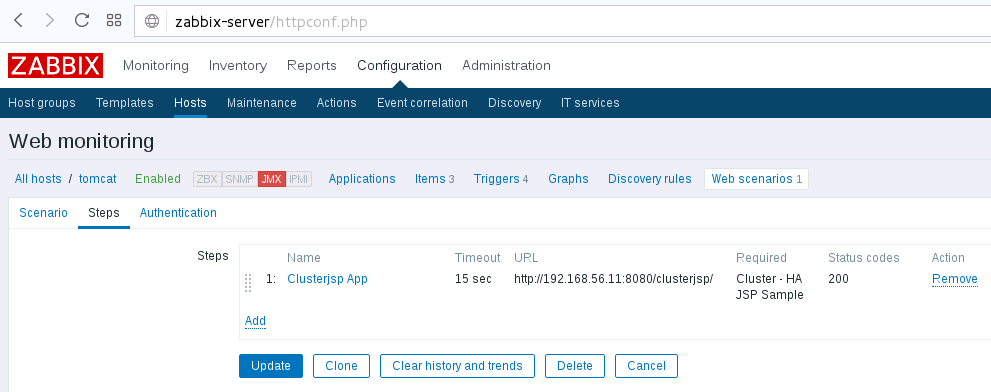 zabbix-server/httpconf.php
ZABBIX Monitoring Inventory Reports Configuration Administration
Host groups Templates Hosts Maintenance Actions Event correlation Discovery IT services
Web monitoring
All hosts / tomcat Enabled ZBX SNMP JMX IPMI Applications Items 3 Triggers 4 Graphs Discovery rules Web scenarios 1
Scenario Steps Authentication
Steps Name Timeout URL Required Status codes Action
1: Clusterjsp App 15 sec http://192.168.56.11:8080/clusterjsp/ Cluster - HA 200 Remove
JSP Sample
Add
Update Clone Clear history and trends Delete Cancel